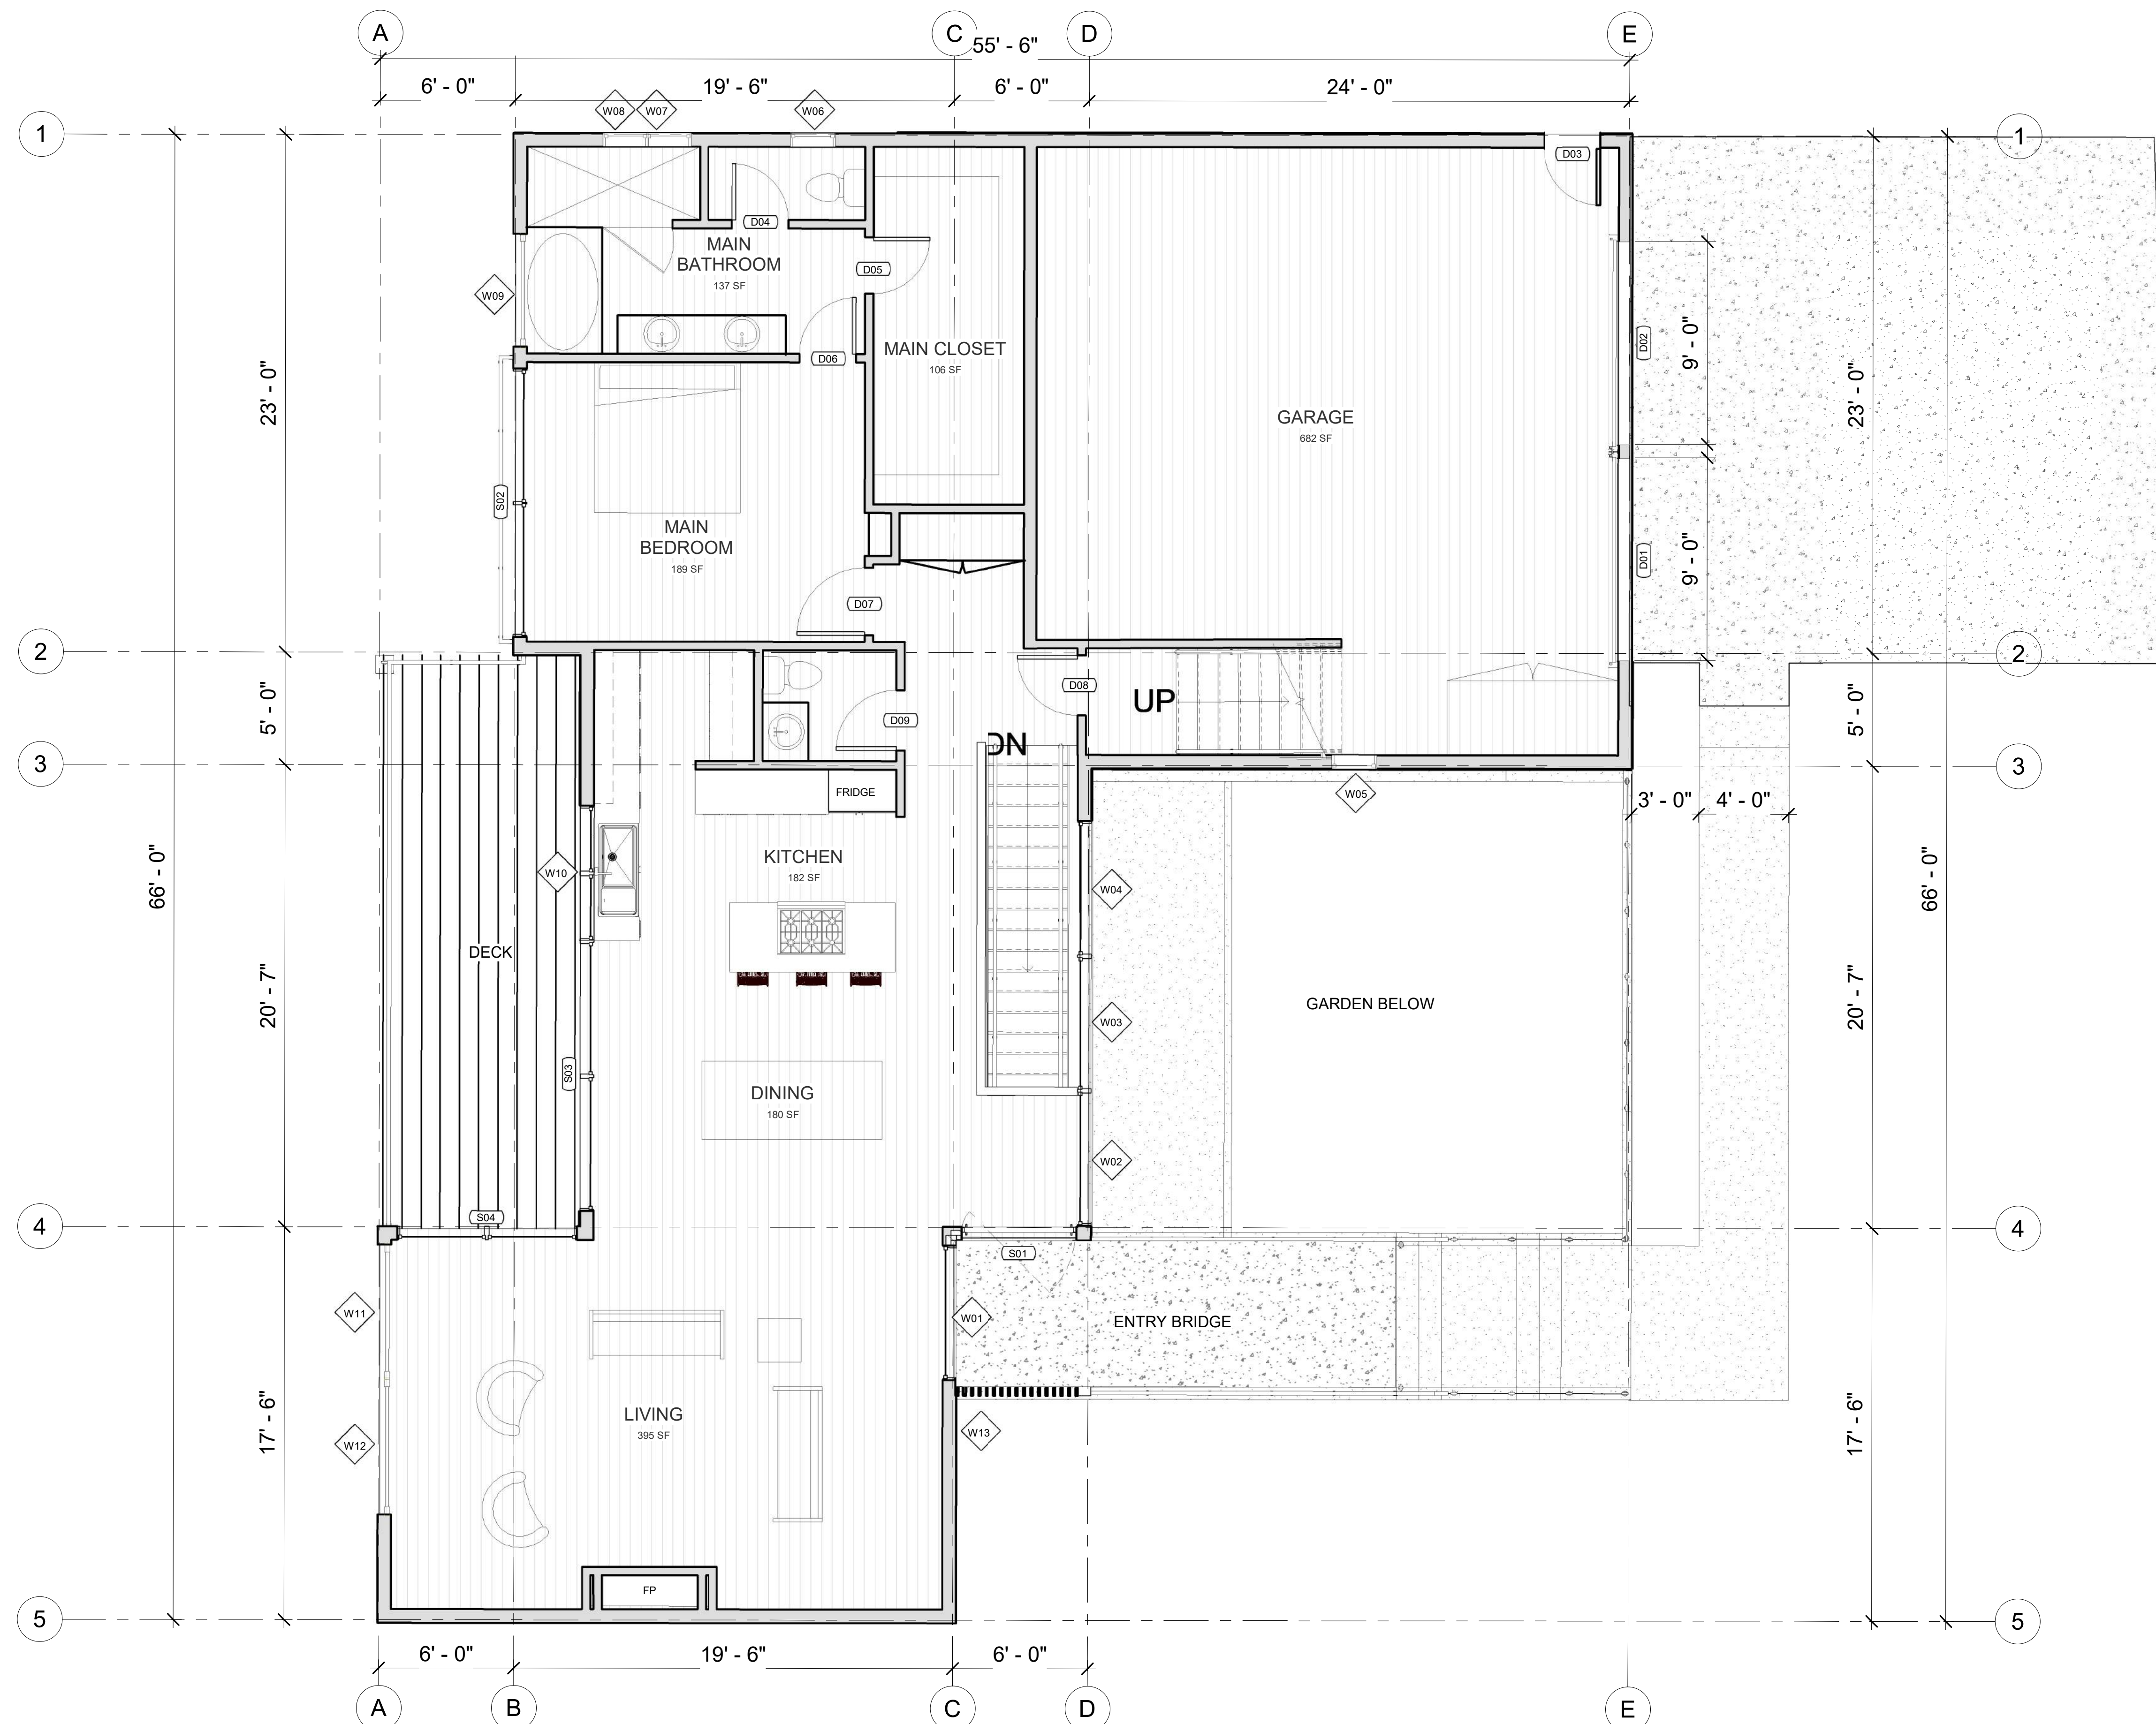 A
C
D
E
55' - 6"
6' - 0"
19' - 6"
6' - 0"
24' - 0"
W08
W07
W06
1
1
D03
D04
MAIN
BATHROOM
137 SF
D05
W09
D06
D02
9' - 0"
MAIN CLOSET
106 SF
23' - 0"
23' - 0"
GARAGE
682 SF
S02
MAIN
BEDROOM
189 SF
D01
9' - 0"
D07
2
2
D08
UP
D09
5' - 0"
5' - 0"
DN
3
3
FRIDGE
W05
3' - 0"
4' - 0"
KITCHEN
182 SF
W10
W04
66' - 0"
66' - 0"
DECK
20' - 7"
20' - 7"
GARDEN BELOW
W03
S03
DINING
180 SF
W02
S04
4
4
S01
W11
W01
ENTRY BRIDGE
LIVING
395 SF
17' - 6"
17' - 6"
W12
W13
FP
5
5
6' - 0"
19' - 6"
6' - 0"
A
B
C
D
E